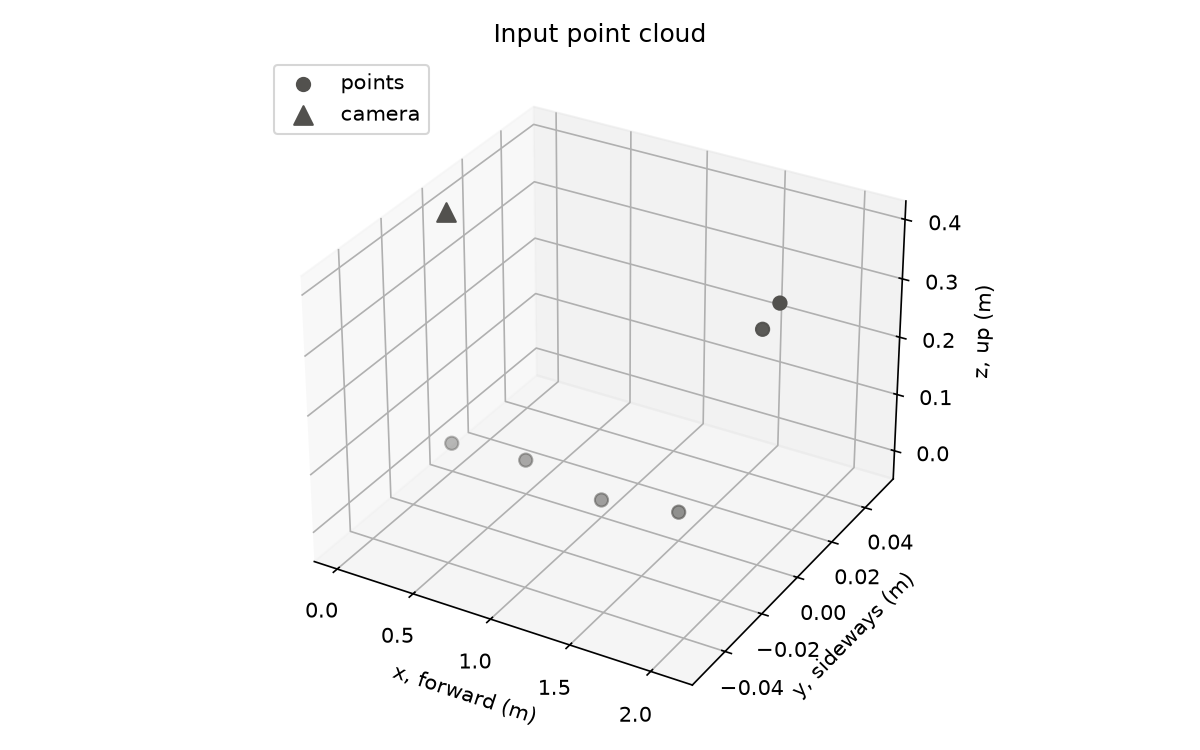 Input point cloud
points
camera
0.4
0.3
0.2
0.1
0.0
z, up (m)
0.04
0.02
0.00
−0.02
−0.04
y, sideways (m)
0.0
0.5
1.0
1.5
2.0
x, forward (m)